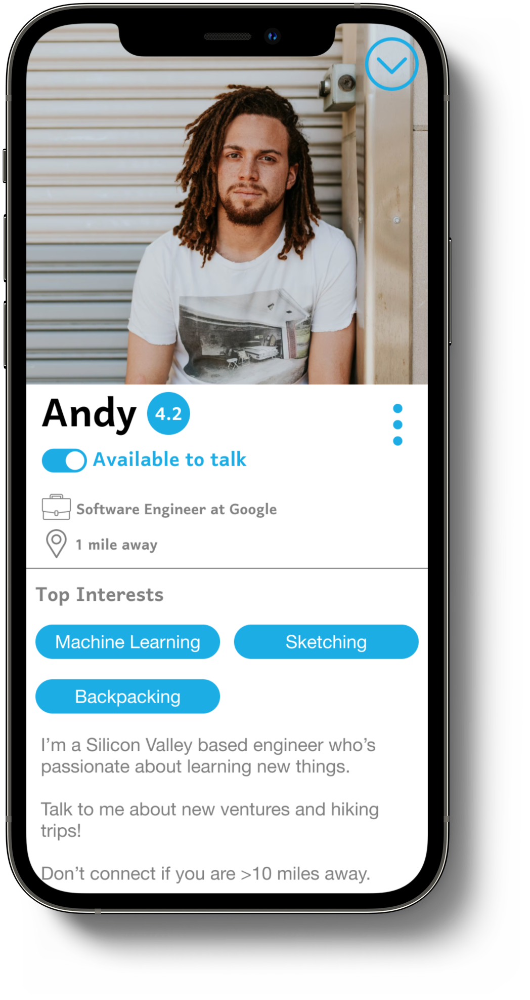 Andy 4.2
Available to talk
Software Engineer at Google
1 mile away
Top Interests
Machine Learning
Sketching
Backpacking
I’m a Silicon Valley based engineer who’s
passionate about learning new things.
Talk to me about new ventures and hiking
trips!
Don’t connect if you are >10 miles away.